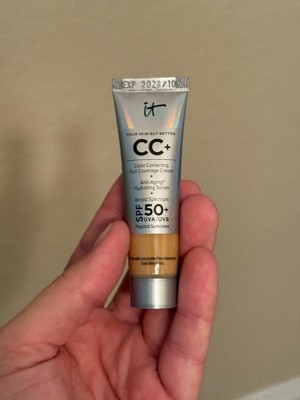 EXP 2028/10
it
YOUR SKIN BUT BETTER
CC+
Color Correcting
Full Coverage Cream
+
Anti-Aging*
Hydrating Serum
+
Broad Spectrum
SPF 50+
UVA/UVB
Physical Sunscreen